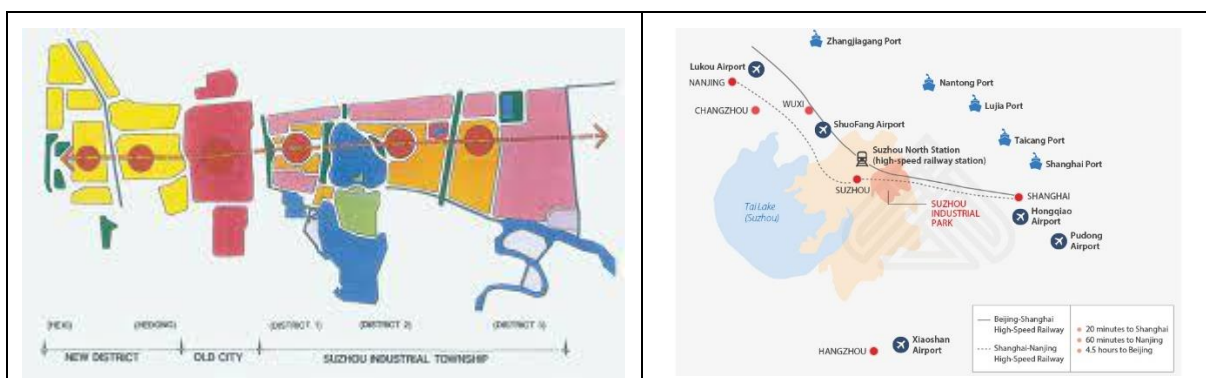 (HEDONG)
(DISTRICT 1)
(DISTRICT 2)
(DISTRICT 3)
NEW DISTRICT
OLD CITY
SUZHOU INDUSTRIAL TOWNSHIP
Zhangjiagang Port
Lukou Airport
NANJING
Nantong Port
CHANGZHOU
WUXI
Lujia Port
ShuoFang Airport
Taicang Port
Suzhou North Station
(high-speed railway station)
Shanghai Port
SUZHOU
SHANGHAI
Tai Lake
(Suzhou)
SUZHOU
INDUSTRIAL
PARK
Hongqiao
Airport
Pudong
Airport
Beijing-Shanghai
High-Speed Railway
Shanghai-Nanjing
High-Speed Railway
20 minutes to Shanghai
60 minutes to Nanjing
4.5 hours to Beijing
HANGZHOU
Xiaoshan
Airport